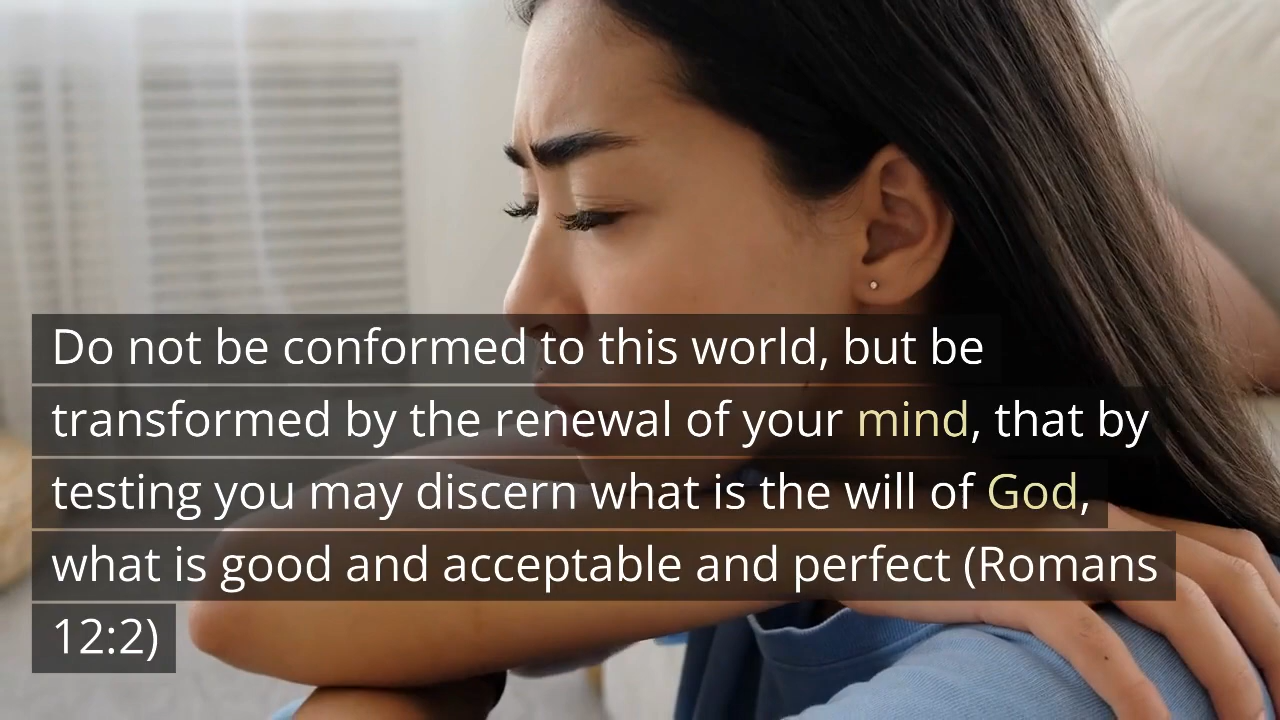 Do not be conformed to this world, but be
transformed by the renewal of your mind, that by
testing you may discern what is the will of God,
what is good and acceptable and perfect (Romans
12:2)